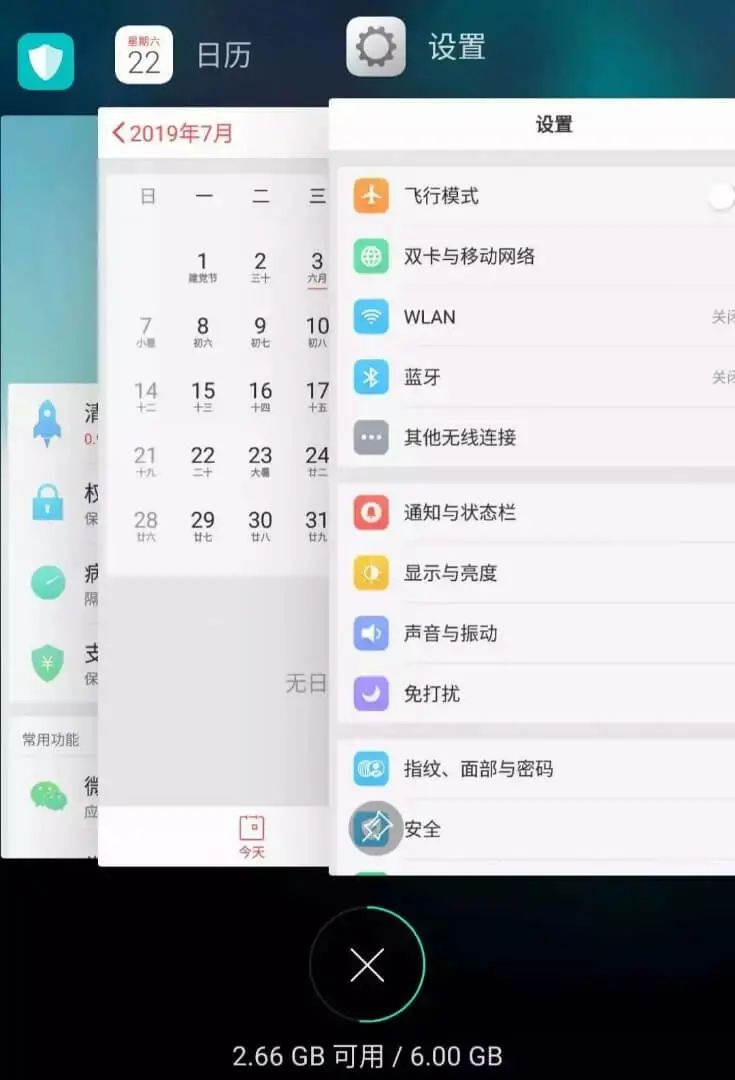 星期六
22
日历
设置
清
0.
权
保
病
隔
支
保
常用功能
微
应
2019年7月
日 一 二 三
1 2 3
建党节 三十 六月
7 8 9 10
小暑 初六 初七 初八
14 15 16 17
十二 十三 十四 十五
21 22 23 24
十九 二十 大暑 廿二
28 29 30 31
廿六 廿七 廿八 廿九
无日
今天
设置
飞行模式
双卡与移动网络
WLAN 关闭
蓝牙 关闭
其他无线连接
通知与状态栏
显示与亮度
声音与振动
免打扰
指纹、面部与密码
安全
2.66 GB 可用 / 6.00 GB